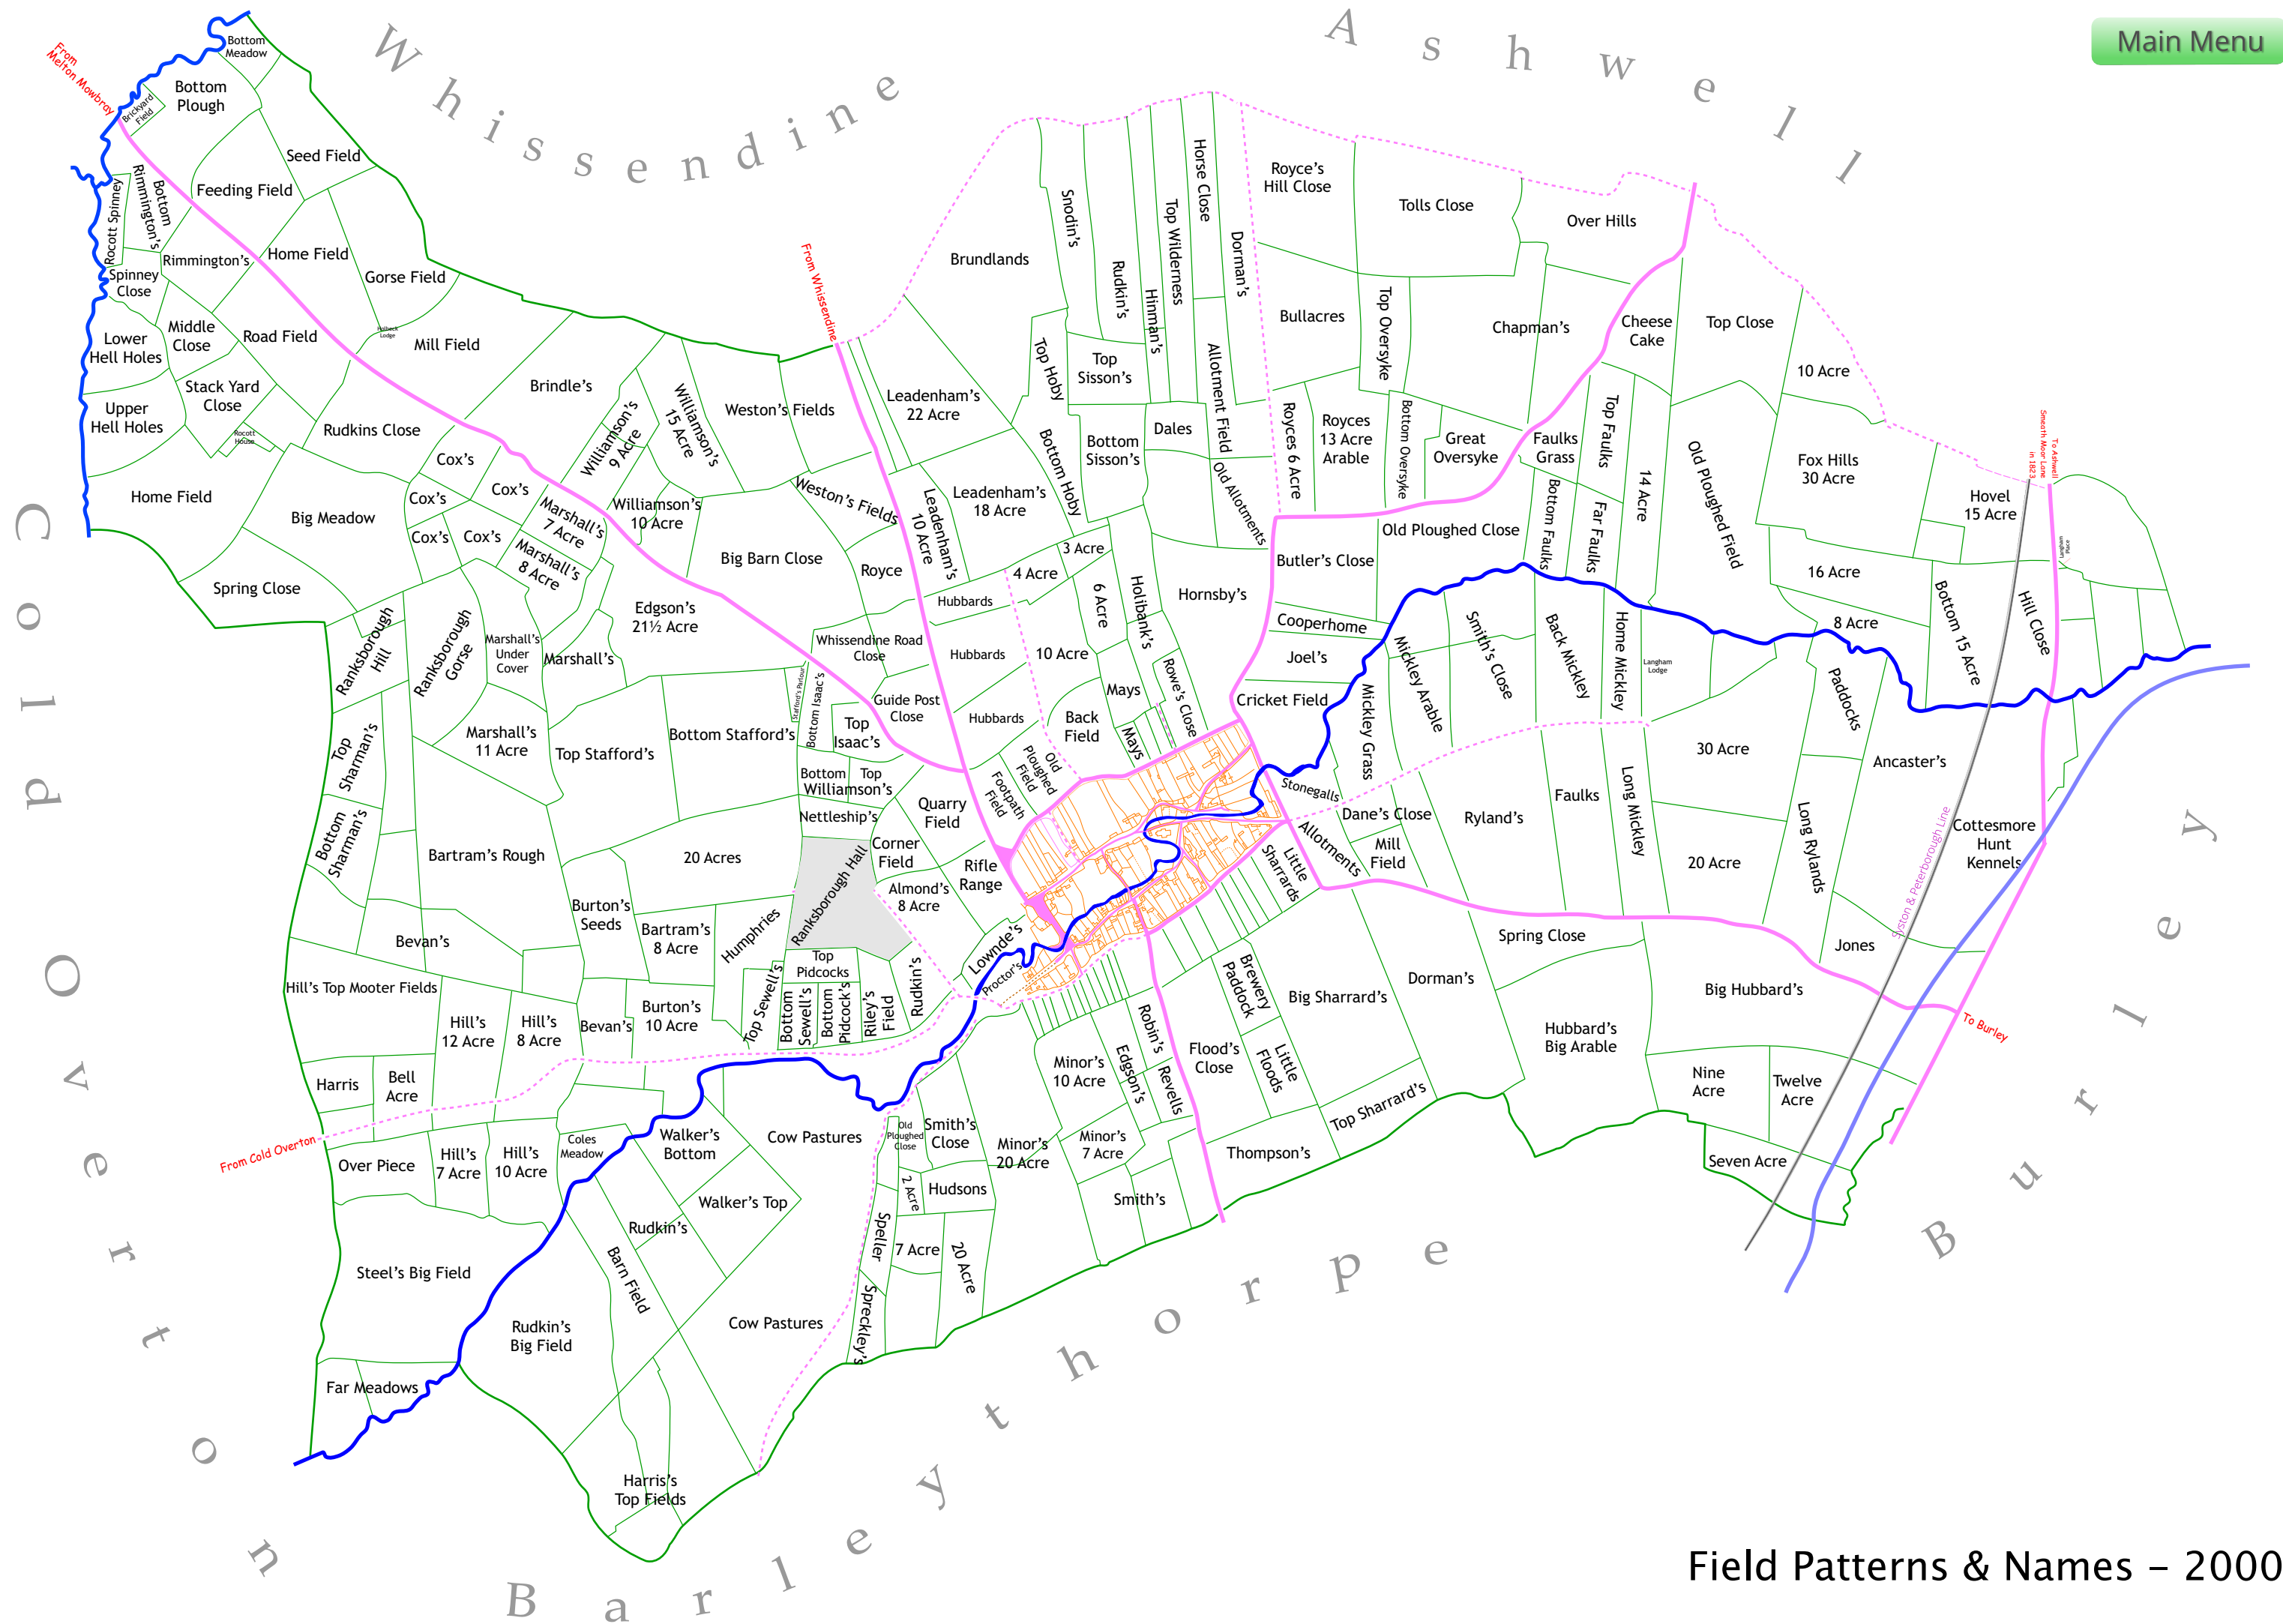 Main Menu
Whissendine
Ashwell
Cold Overton
Barleythorpe
Burley
From
Melton Mowbray
Bottom
Meadow
Bottom
Plough
Brickyard
Field
Seed Field
Feeding Field
Rocott Spinney
Bottom
Rimmington's
Rimmington's
Home Field
Gorse Field
Spinney
Close
Lower
Hell Holes
Middle
Close
Road Field
Holbeck
Lodge
Mill Field
Stack Yard
Close
Upper
Hell Holes
Rocott
House
Rudkins Close
Brindle's
Home Field
Big Meadow
Spring Close
Cox's
Cox's
Cox's
Cox's
Cox's
Marshall's
7 Acre
Marshall's
8 Acre
Williamson's
9 Acre
Williamson's
15 Acre
Williamson's
10 Acre
Weston's Fields
Weston's Fields
From Whissendine
Big Barn Close
Royce
Edgson's
21½ Acre
Marshall's
Under
Cover
Marshall's
Ranksborough
Hill
Ranksborough
Gorse
Marshall's
11 Acre
Top
Sharman's
Bottom
Sharman's
Top Stafford's
Bottom Stafford's
Stafford's Parlour
Bottom Isaac's
Top
Isaac's
Whissendine Road
Close
Guide Post
Close
Bottom
Top
Williamson's
Nettleship's
Quarry
Field
Corner
Field
Rifle
Range
Almond's
8 Acre
Ranksborough Hall
Bartram's Rough
20 Acres
Burton's
Seeds
Bartram's
8 Acre
Humphries
Bevan's
Hill's Top Mooter Fields
Hill's
12 Acre
Hill's
8 Acre
Bevan's
Burton's
10 Acre
Top Sewell's
Top
Pidcocks
Bottom
Sewell's
Bottom
Pidcock's
Riley's
Field
Rudkin's
Lownde's
Proctor's
Harris
Bell
Acre
From Cold Overton
Over Piece
Hill's
7 Acre
Hill's
10 Acre
Coles
Meadow
Walker's
Bottom
Cow Pastures
Walker's Top
Rudkin's
Barn Field
Steel's Big Field
Rudkin's
Big Field
Cow Pastures
Far Meadows
Harris's
Top Fields
Old
Ploughed
Close
Smith's
Close
2 Acre
Hudsons
Speller
7 Acre
20 Acre
Spreckley's
Minor's
20 Acre
Minor's
10 Acre
Minor's
7 Acre
Edgson's
Robin's
Revells
Smith's
Flood's
Close
Little
Floods
Brewery
Paddock
Thompson's
Top Sharrard's
Big Sharrard's
Dorman's
Brundlands
Snodin's
Rudkin's
Hinman's
Top Wilderness
Horse Close
Dorman's
Top Hoby
Top
Sisson's
Leadenham's
22 Acre
Allotment Field
Bottom Hoby
Bottom
Sisson's
Dales
Old Allotments
Leadenham's
10 Acre
Leadenham's
18 Acre
3 Acre
4 Acre
6 Acre
Holibank's
Hornsby's
Hubbards
Hubbards
Hubbards
10 Acre
Mays
Rowe's Close
Back
Field
Mays
Old
Ploughed
Field
Footpath
Field
Royce's
Hill Close
Tolls Close
Over Hills
Bullacres
Top Oversyke
Chapman's
Cheese
Cake
Top Close
10 Acre
Royces 6 Acre
Royces
13 Acre
Arable
Bottom Oversyke
Great
Oversyke
Faulks
Grass
Top Faulks
14 Acre
Old Ploughed Field
Fox Hills
30 Acre
Hovel
15 Acre
To Ashwell
Smeath Moor Lane
in 1823
Langham
Place
Butler's Close
Old Ploughed Close
Bottom Faulks
Far Faulks
16 Acre
8 Acre
Bottom 15 Acre
Hill Close
Cooperhome
Joel's
Cricket Field
Mickley Grass
Mickley Arable
Smith's Close
Back Mickley
Home Mickley
Langham
Lodge
Paddocks
Stonegalls
Dane's Close
Allotments
Mill
Field
Little
Sharrards
Ryland's
Faulks
Long Mickley
30 Acre
20 Acre
Long Rylands
Ancaster's
Syston & Peterborough Line
Cottesmore
Hunt
Kennels
Jones
Spring Close
Hubbard's
Big Arable
Big Hubbard's
Nine
Acre
Twelve
Acre
Seven Acre
To Burley
Field Patterns & Names – 2000